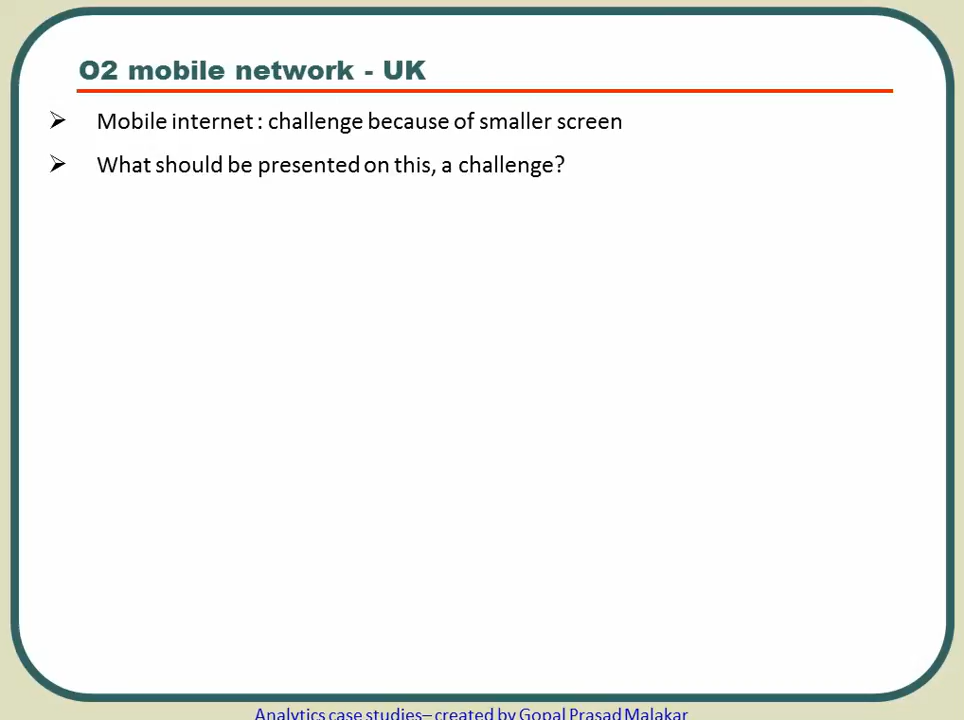 O2 mobile network - UK
Mobile internet : challenge because of smaller screen
What should be presented on this, a challenge?
Analytics case studies– created by Gopal Prasad Malakar